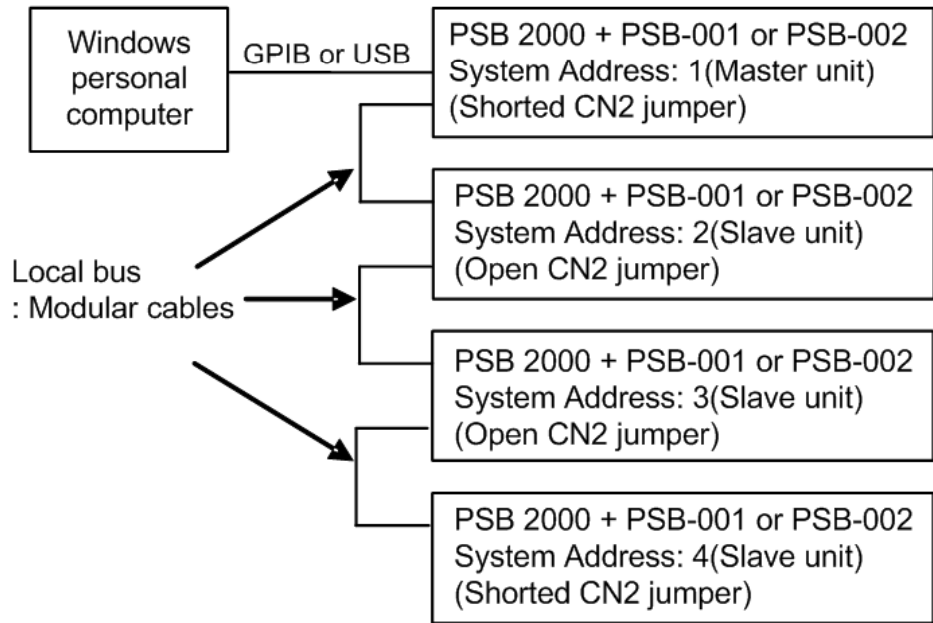 Windows
personal
computer
GPIB or USB
PSB 2000 + PSB-001 or PSB-002
System Address: 1(Master unit)
(Shorted CN2 jumper)
PSB 2000 + PSB-001 or PSB-002
System Address: 2(Slave unit)
(Open CN2 jumper)
Local bus
: Modular cables
PSB 2000 + PSB-001 or PSB-002
System Address: 3(Slave unit)
(Open CN2 jumper)
PSB 2000 + PSB-001 or PSB-002
System Address: 4(Slave unit)
(Shorted CN2 jumper)